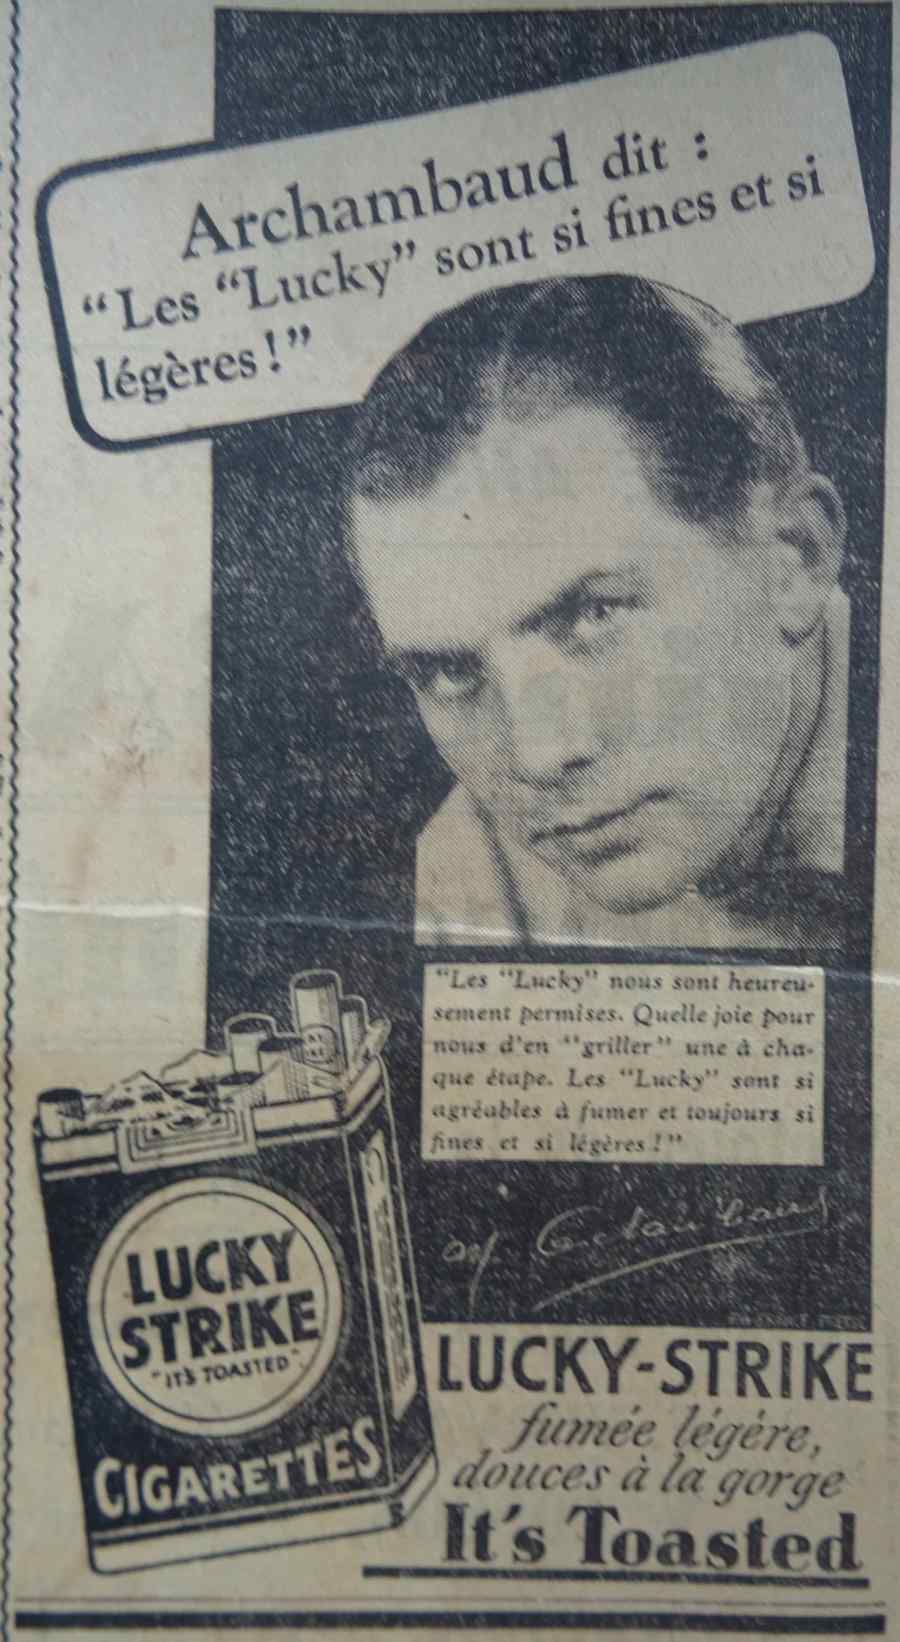 Archambaud dit :
“Les “Lucky” sont si fines et si
légères !”
“Les “Lucky” nous sont heureu-
sement permises. Quelle joie pour
nous d'en “griller” une à cha-
que étape. Les “Lucky” sont si
agréables à fumer et toujours si
fines et si légères !”
LUCKY
STRIKE
“IT'S TOASTED”
CIGARETTES
LUCKY-STRIKE
fumée légére,
douces à la gorge
It's Toasted